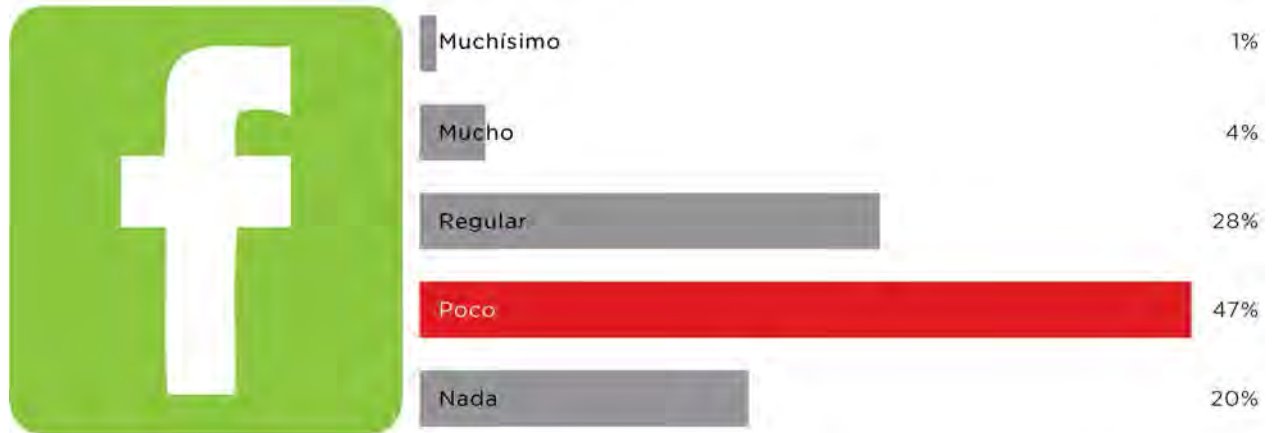 f
Muchísimo 1%
Mucho 4%
Regular 28%
Poco 47%
Nada 20%